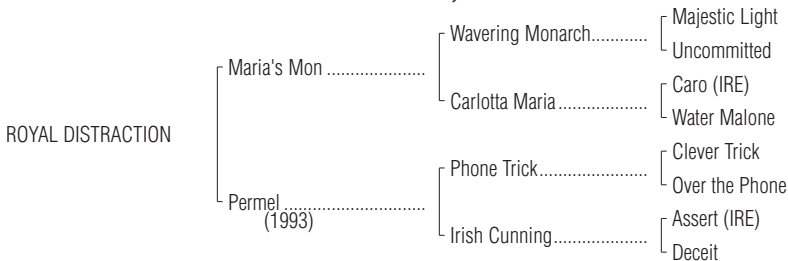 Majestic Light
Wavering Monarch............
Uncommitted
Maria's Mon .....................
Caro (IRE)
Carlotta Maria...................
Water Malone
ROYAL DISTRACTION
Clever Trick
Phone Trick.......................
Over the Phone
Permel ..............................
(1993)
Assert (IRE)
Irish Cunning....................
Deceit